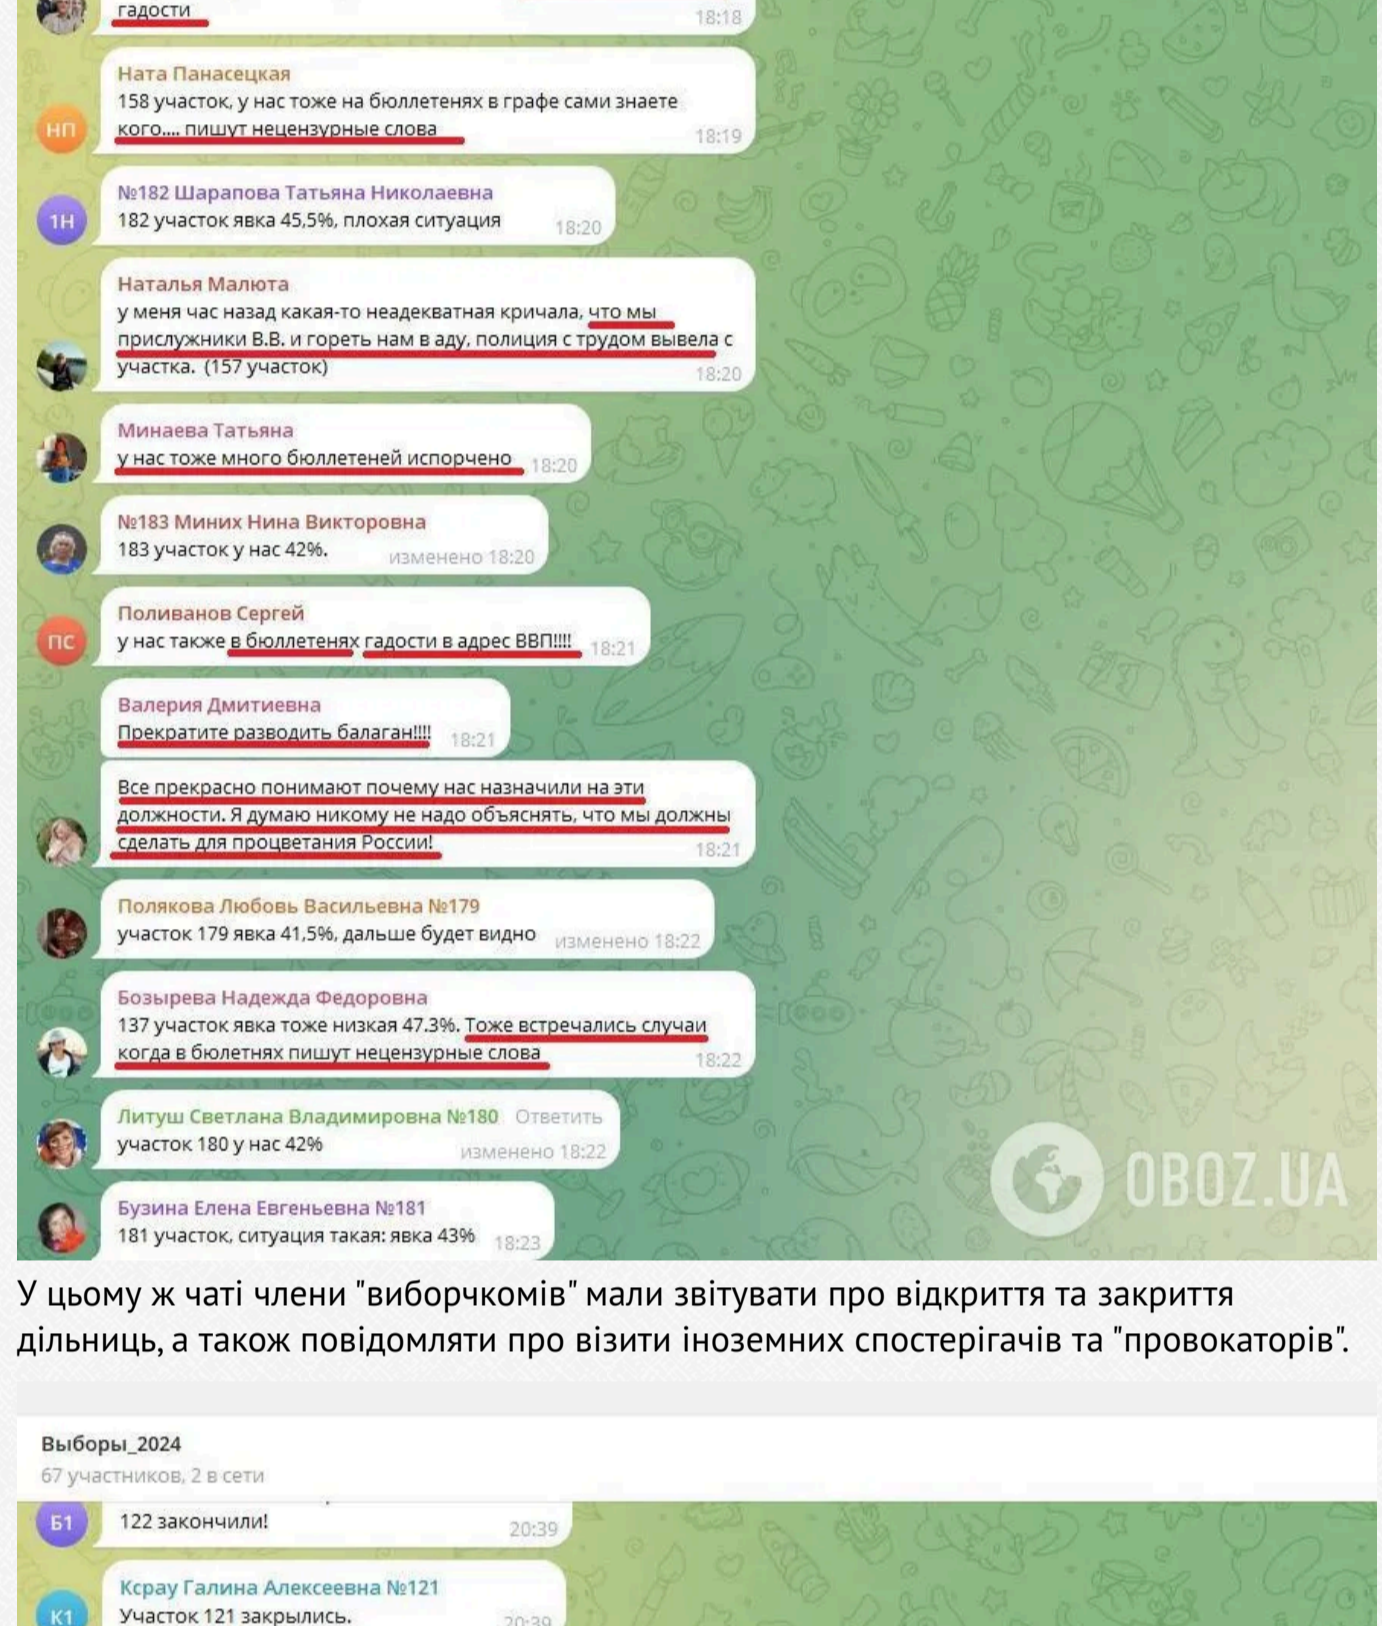 гадости
18:18
Ната Панасецкая
158 участок, у нас тоже на бюллетенях в графе сами знаете
кого.... пишут нецензурные слова
НП
18:19
№182 Шарапова Татьяна Николаевна
1Н
182 участок явка 45,5%, плохая ситуация
18:20
Наталья Малюта
у меня час назад какая-то неадекватная кричала, что мы
прислужники В.В. и гореть нам в аду, полиция с трудом вывела с
участка. (157 участок)
18:20
Минаева Татьяна
у нас тоже много бюллетеней испорчено
18:20
№183 Миних Нина Викторовна
183 участок у нас 42%.
изменено 18:20
Поливанов Сергей
ПС
у нас также в бюллетенях гадости в адрес ВВП!!!!
18:21
Валерия Дмитиевна
Прекратите разводить балаган!!!!
18:21
Все прекрасно понимают почему нас назначили на эти
должности. Я думаю никому не надо объяснять, что мы должны
сделать для процветания России!
18:21
Полякова Любовь Васильевна №179
участок 179 явка 41,5%, дальше будет видно
изменено 18:22
Бозырева Надежда Федоровна
137 участок явка тоже низкая 47.3%. Тоже встречались случаи
когда в бюлетнях пишут нецензурные слова
18:22
Литуш Светлана Владимировна №180 Ответить
участок 180 у нас 42%
изменено 18:22
OBOZ.UA
Бузина Елена Евгеньевна №181
181 участок, ситуация такая: явка 43%
18:23
У цьому ж чаті члени "виборчкомів" мали звітувати про відкриття та закриття
дільниць, а також повідомляти про візити іноземних спостерігачів та "провокаторів".
Выборы_2024
67 участников, 2 в сети
Б1
122 закончили!
20:39
Ксрау Галина Алексеевна №121
К1
Участок 121 закрылись.
20:39